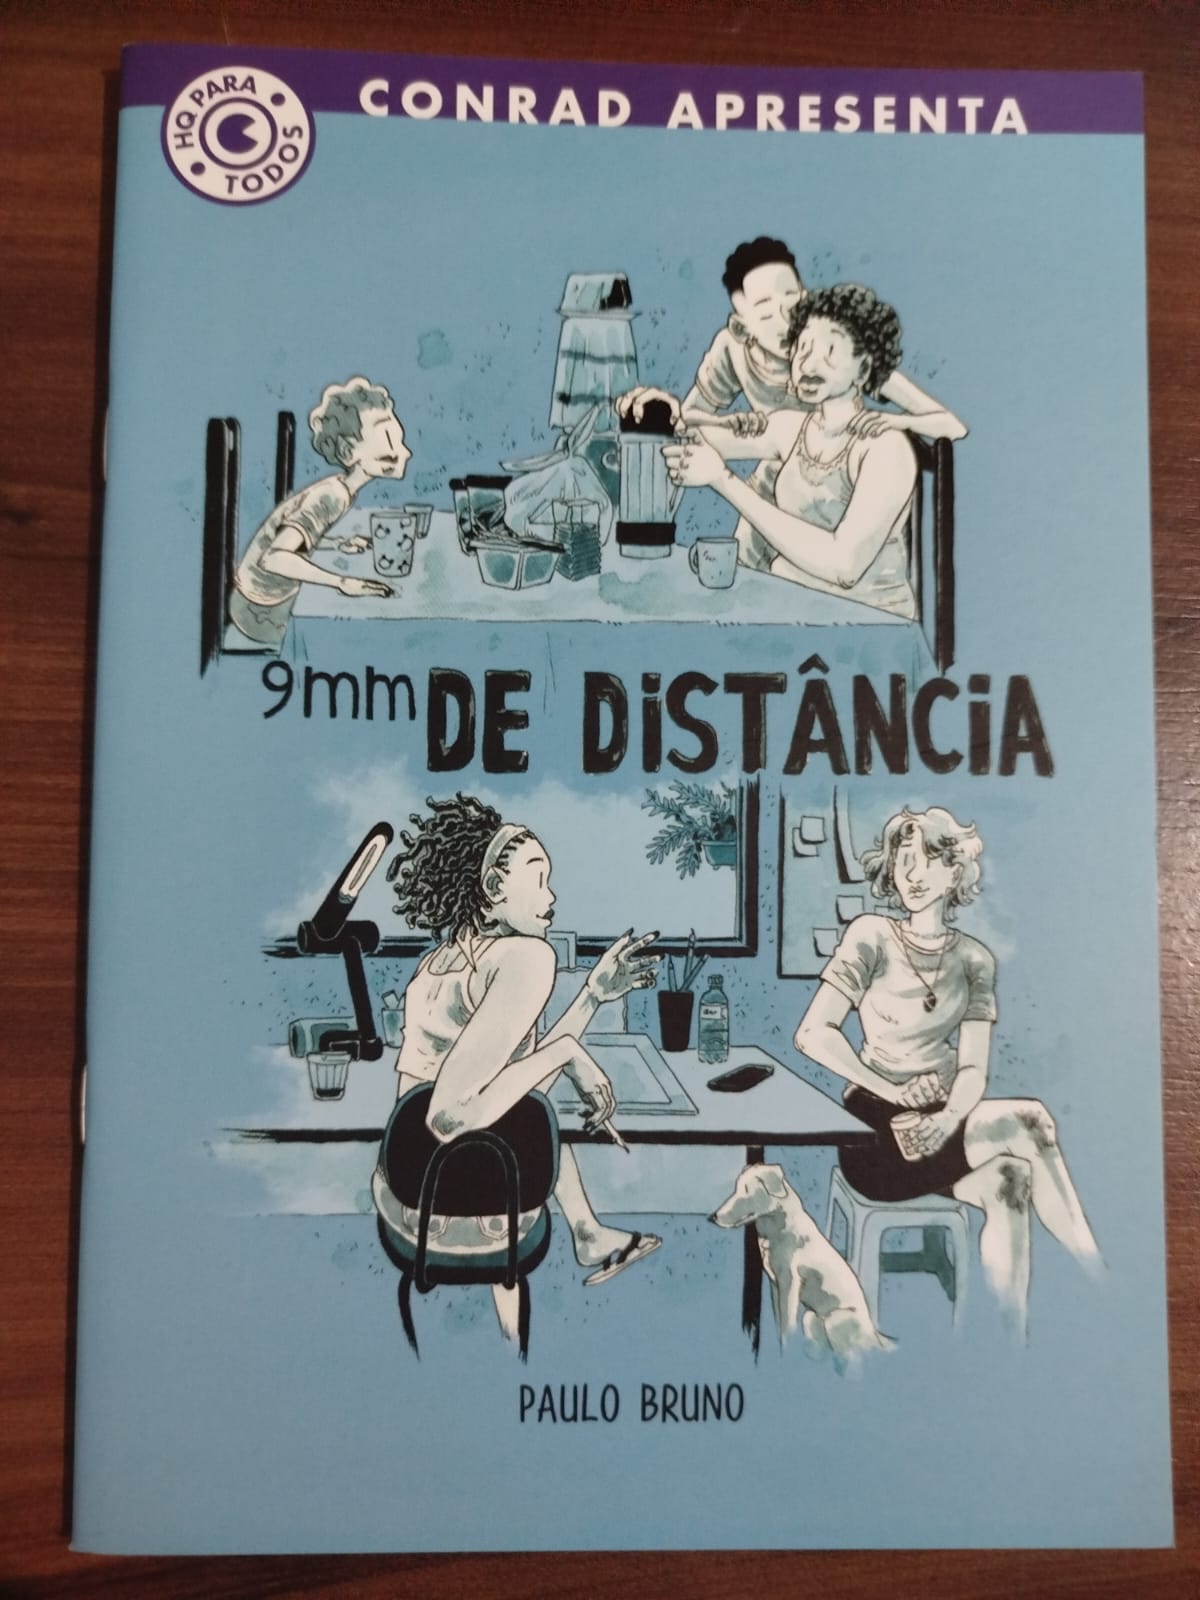 HQ PARA TODOS
CONRAD APRESENTA
9mm DE DISTÂNCIA
PAULO BRUNO